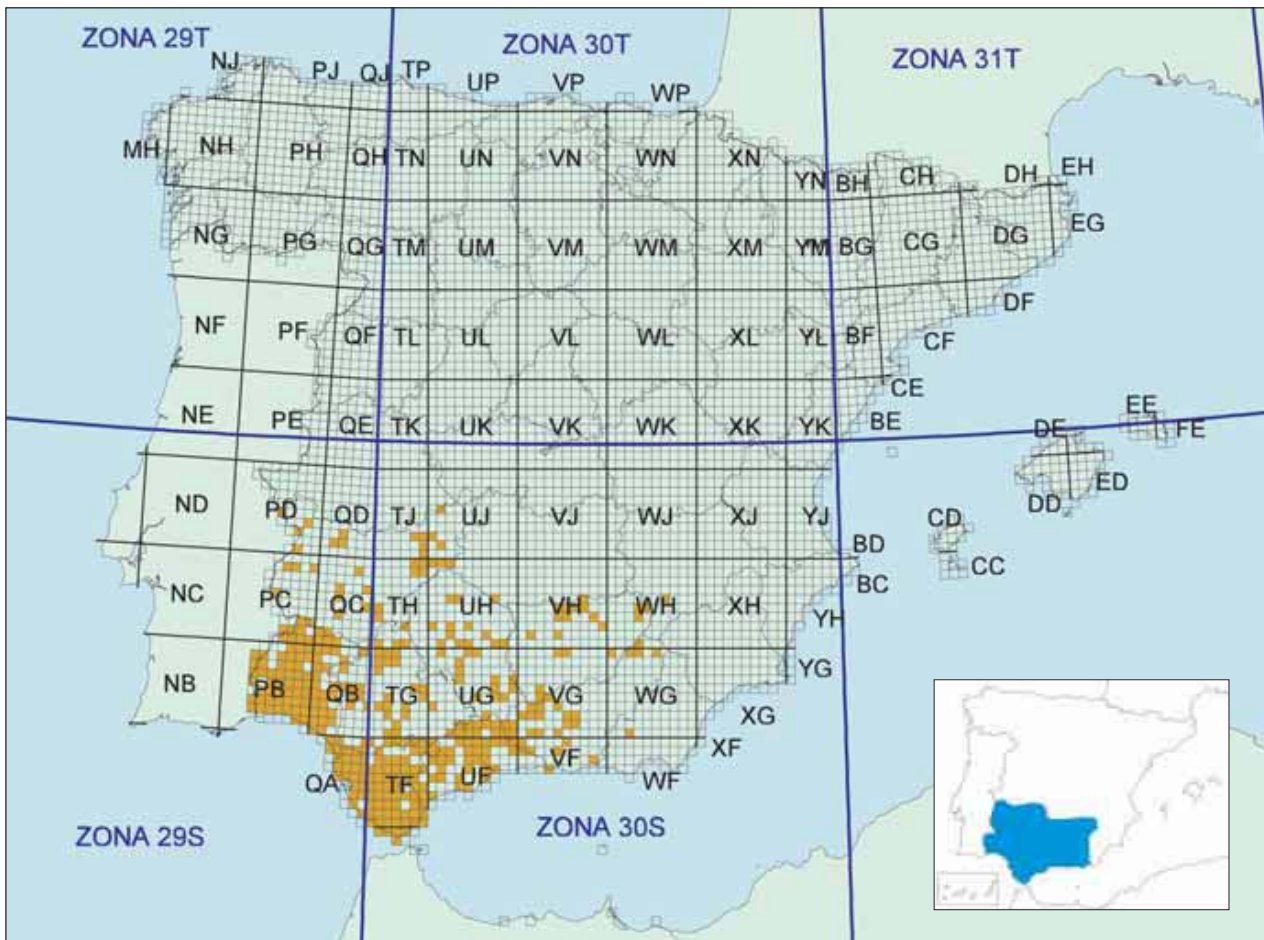 ZONA 29T
ZONA 30T
ZONA 31T
NJ PJ QJ TP UP VP WP
MH NH PH QH TN UN VN WN XN YN BH CH DH EH
NG PG QG TM UM VM WM XM YM BG CG DG EG
NF PF QF TL UL VL WL XL YL BF CF DF
CE
NE PE QE TK UK VK WK XK YK BE DE EE FE
ND PD QD TJ UJ VJ WJ XJ YJ CD DD ED
BD
NC PC QC TH UH VH WH XH YH BC CC
NB PB QB TG UG VG WG XG YG
QA TF UF VF WF XF
ZONA 29S
ZONA 30S